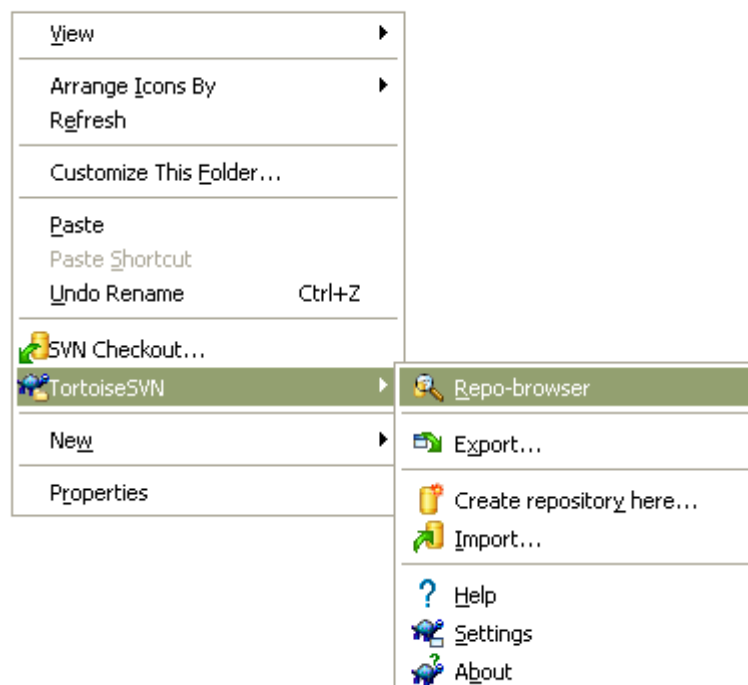 View
Arrange Icons By
Refresh
Customize This Folder...
Paste
Paste Shortcut
Undo Rename Ctrl+Z
SVN Checkout...
TortoiseSVN
New
Properties
Repo-browser
Export...
Create repository here...
Import...
Help
Settings
About